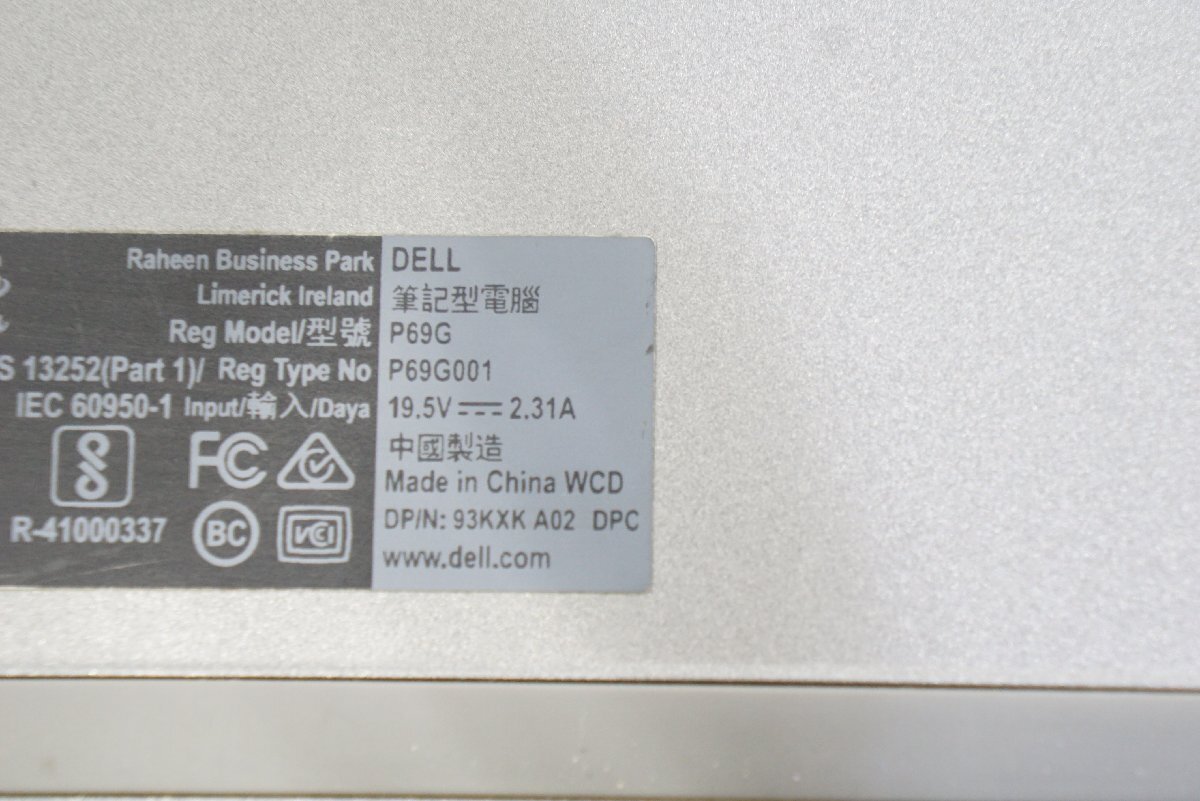 Raheen Business Park DELL
Limerick Ireland 筆記型電腦
Reg Model/型號 P69G
S 13252(Part 1)/ Reg Type No P69G001
IEC 60950-1 Input/輸入/Daya 19.5V 2.31A
中國製造
FC
Made in China WCD
R-41000337 BC VCI DP/N: 93KXK A02 DPC
www.dell.com